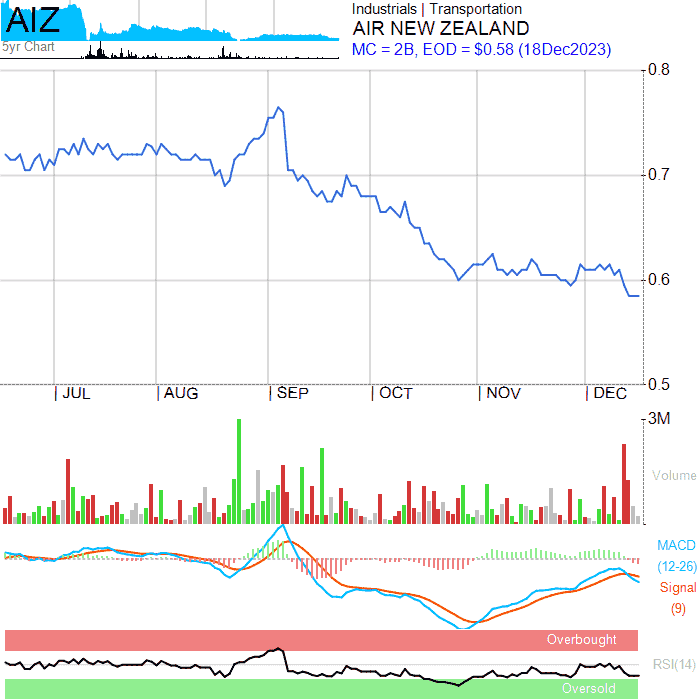 AIZ
5yr Chart
Industrials | Transportation
AIR NEW ZEALAND
MC = 2B, EOD = $0.58 (18Dec2023)
0.8
0.7
0.6
0.5
JUL AUG SEP OCT NOV DEC
3M
Volume
MACD
(12-26)
Signal
(9)
Overbought
RSI(14)
Oversold